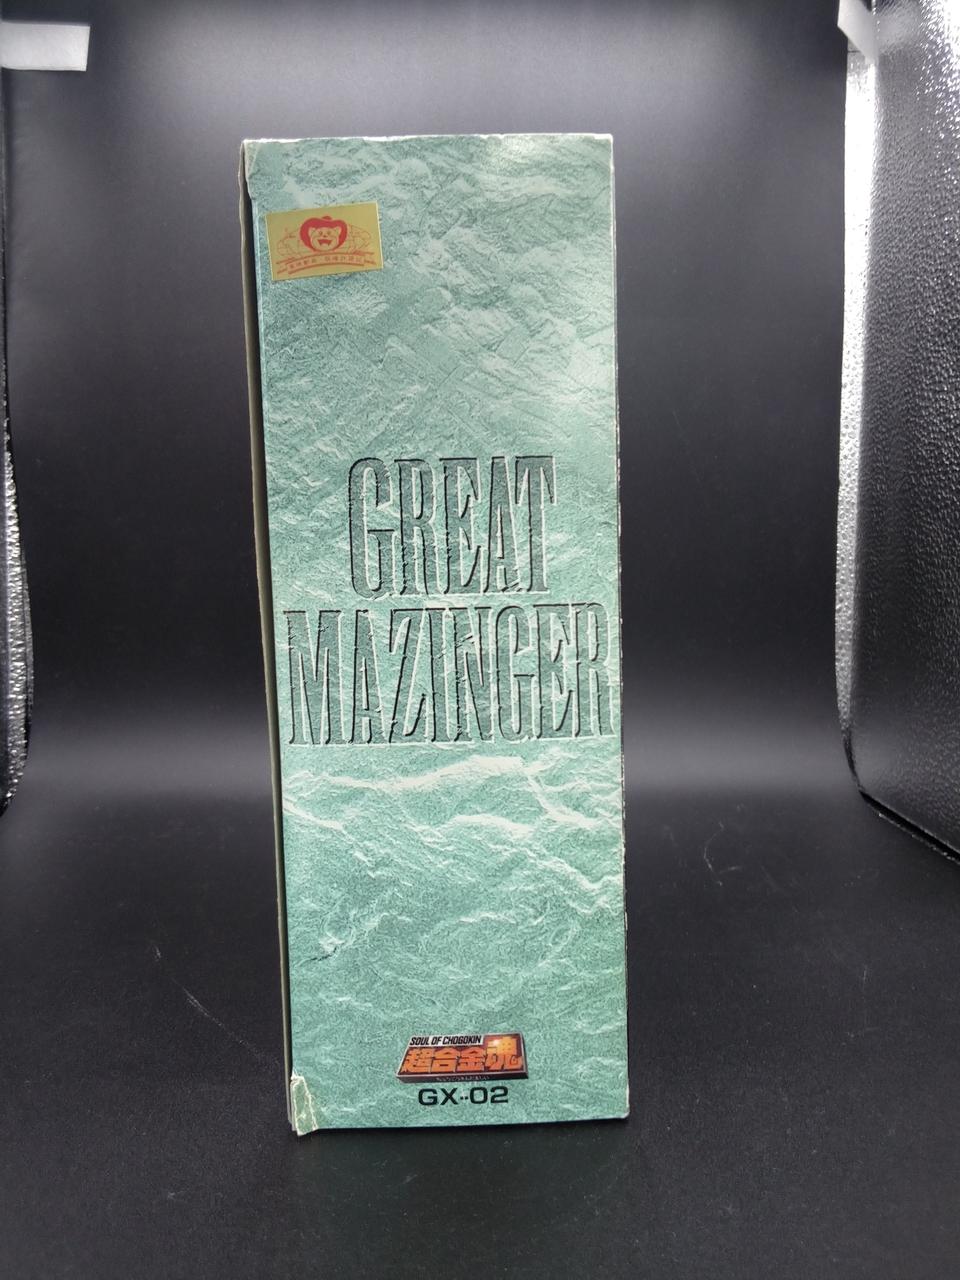 GREAT
MAZINGER
SOUL OF CHOGOKIN
超合金魂
GX-02